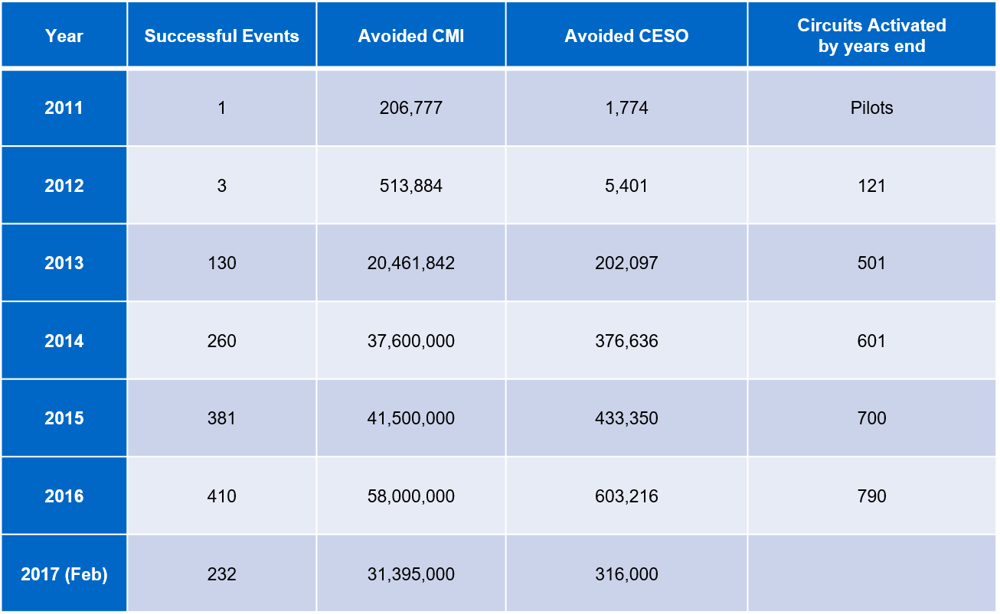 Year Successful Events Avoided CMI Avoided CESO Circuits Activated
by years end
2011 1 206,777 1,774 Pilots
2012 3 513,884 5,401 121
2013 130 20,461,842 202,097 501
2014 260 37,600,000 376,636 601
2015 381 41,500,000 433,350 700
2016 410 58,000,000 603,216 790
2017 (Feb) 232 31,395,000 316,000